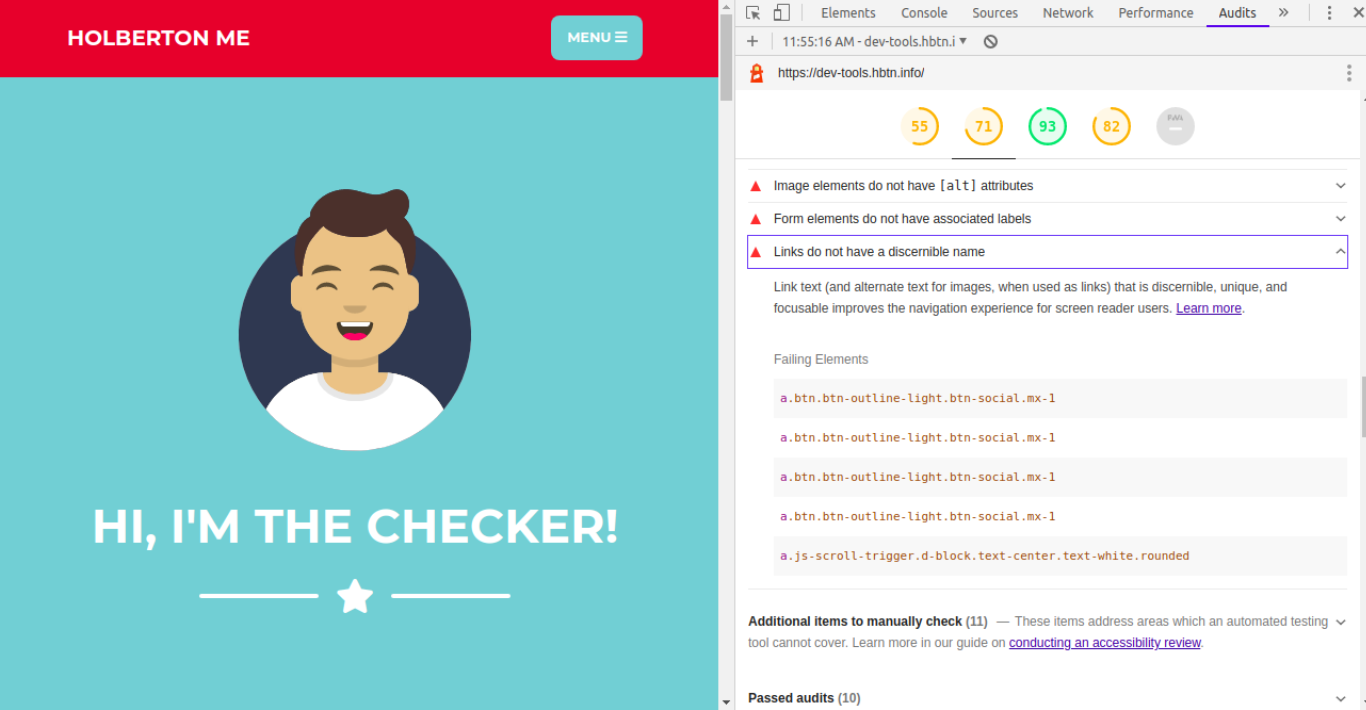 HOLBERTON ME
MENU
HI, I'M THE CHECKER!
Elements Console Sources Network Performance Audits
11:55:16 AM - dev-tools.hbtn.i
https://dev-tools.hbtn.info/
55 71 93 82 PWA
Image elements do not have [alt] attributes
Form elements do not have associated labels
Links do not have a discernible name
Link text (and alternate text for images, when used as links) that is discernible, unique, and
focusable improves the navigation experience for screen reader users. Learn more.
Failing Elements
a.btn.btn-outline-light.btn-social.mx-1
a.btn.btn-outline-light.btn-social.mx-1
a.btn.btn-outline-light.btn-social.mx-1
a.btn.btn-outline-light.btn-social.mx-1
a.js-scroll-trigger.d-block.text-center.text-white.rounded
Additional items to manually check (11) — These items address areas which an automated testing
tool cannot cover. Learn more in our guide on conducting an accessibility review.
Passed audits (10)